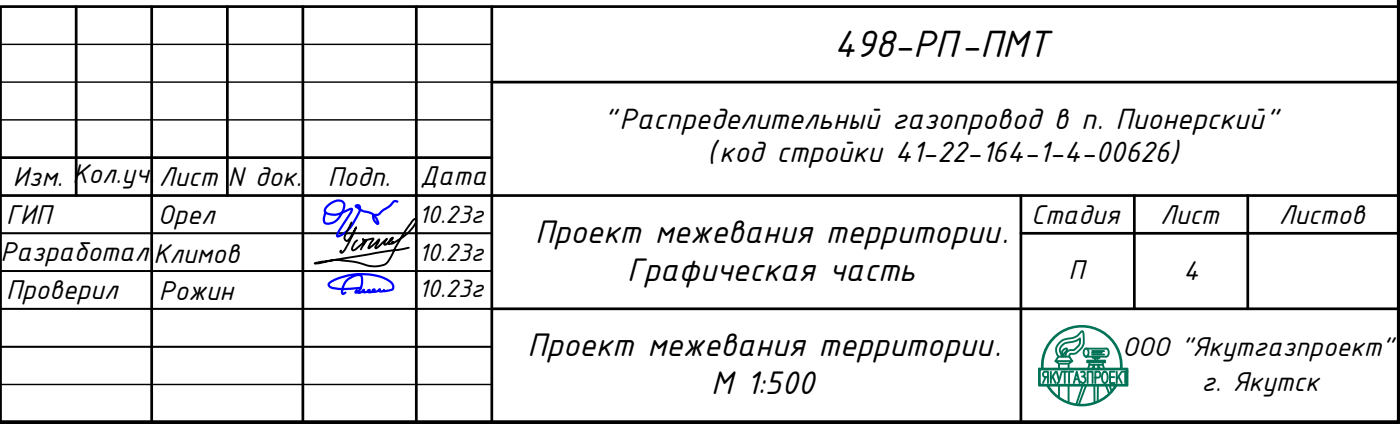 498-РП-ПМТ
"Распределительный газопровод в п. Пионерский"
(код стройки 41-22-164-1-4-00626)
Изм. Кол.уч Лист N док. Подп. Дата
ГИП Орел 10.23г
Разработал Климов 10.23г
Проверил Рожин 10.23г
Проект межевания территории.
Графическая часть
Стадия Лист Листов
П 4
Проект межевания территории.
М 1:500
ЯКУТГАЗПРОЕКТ
ООО "Якутгазпроект"
г. Якутск